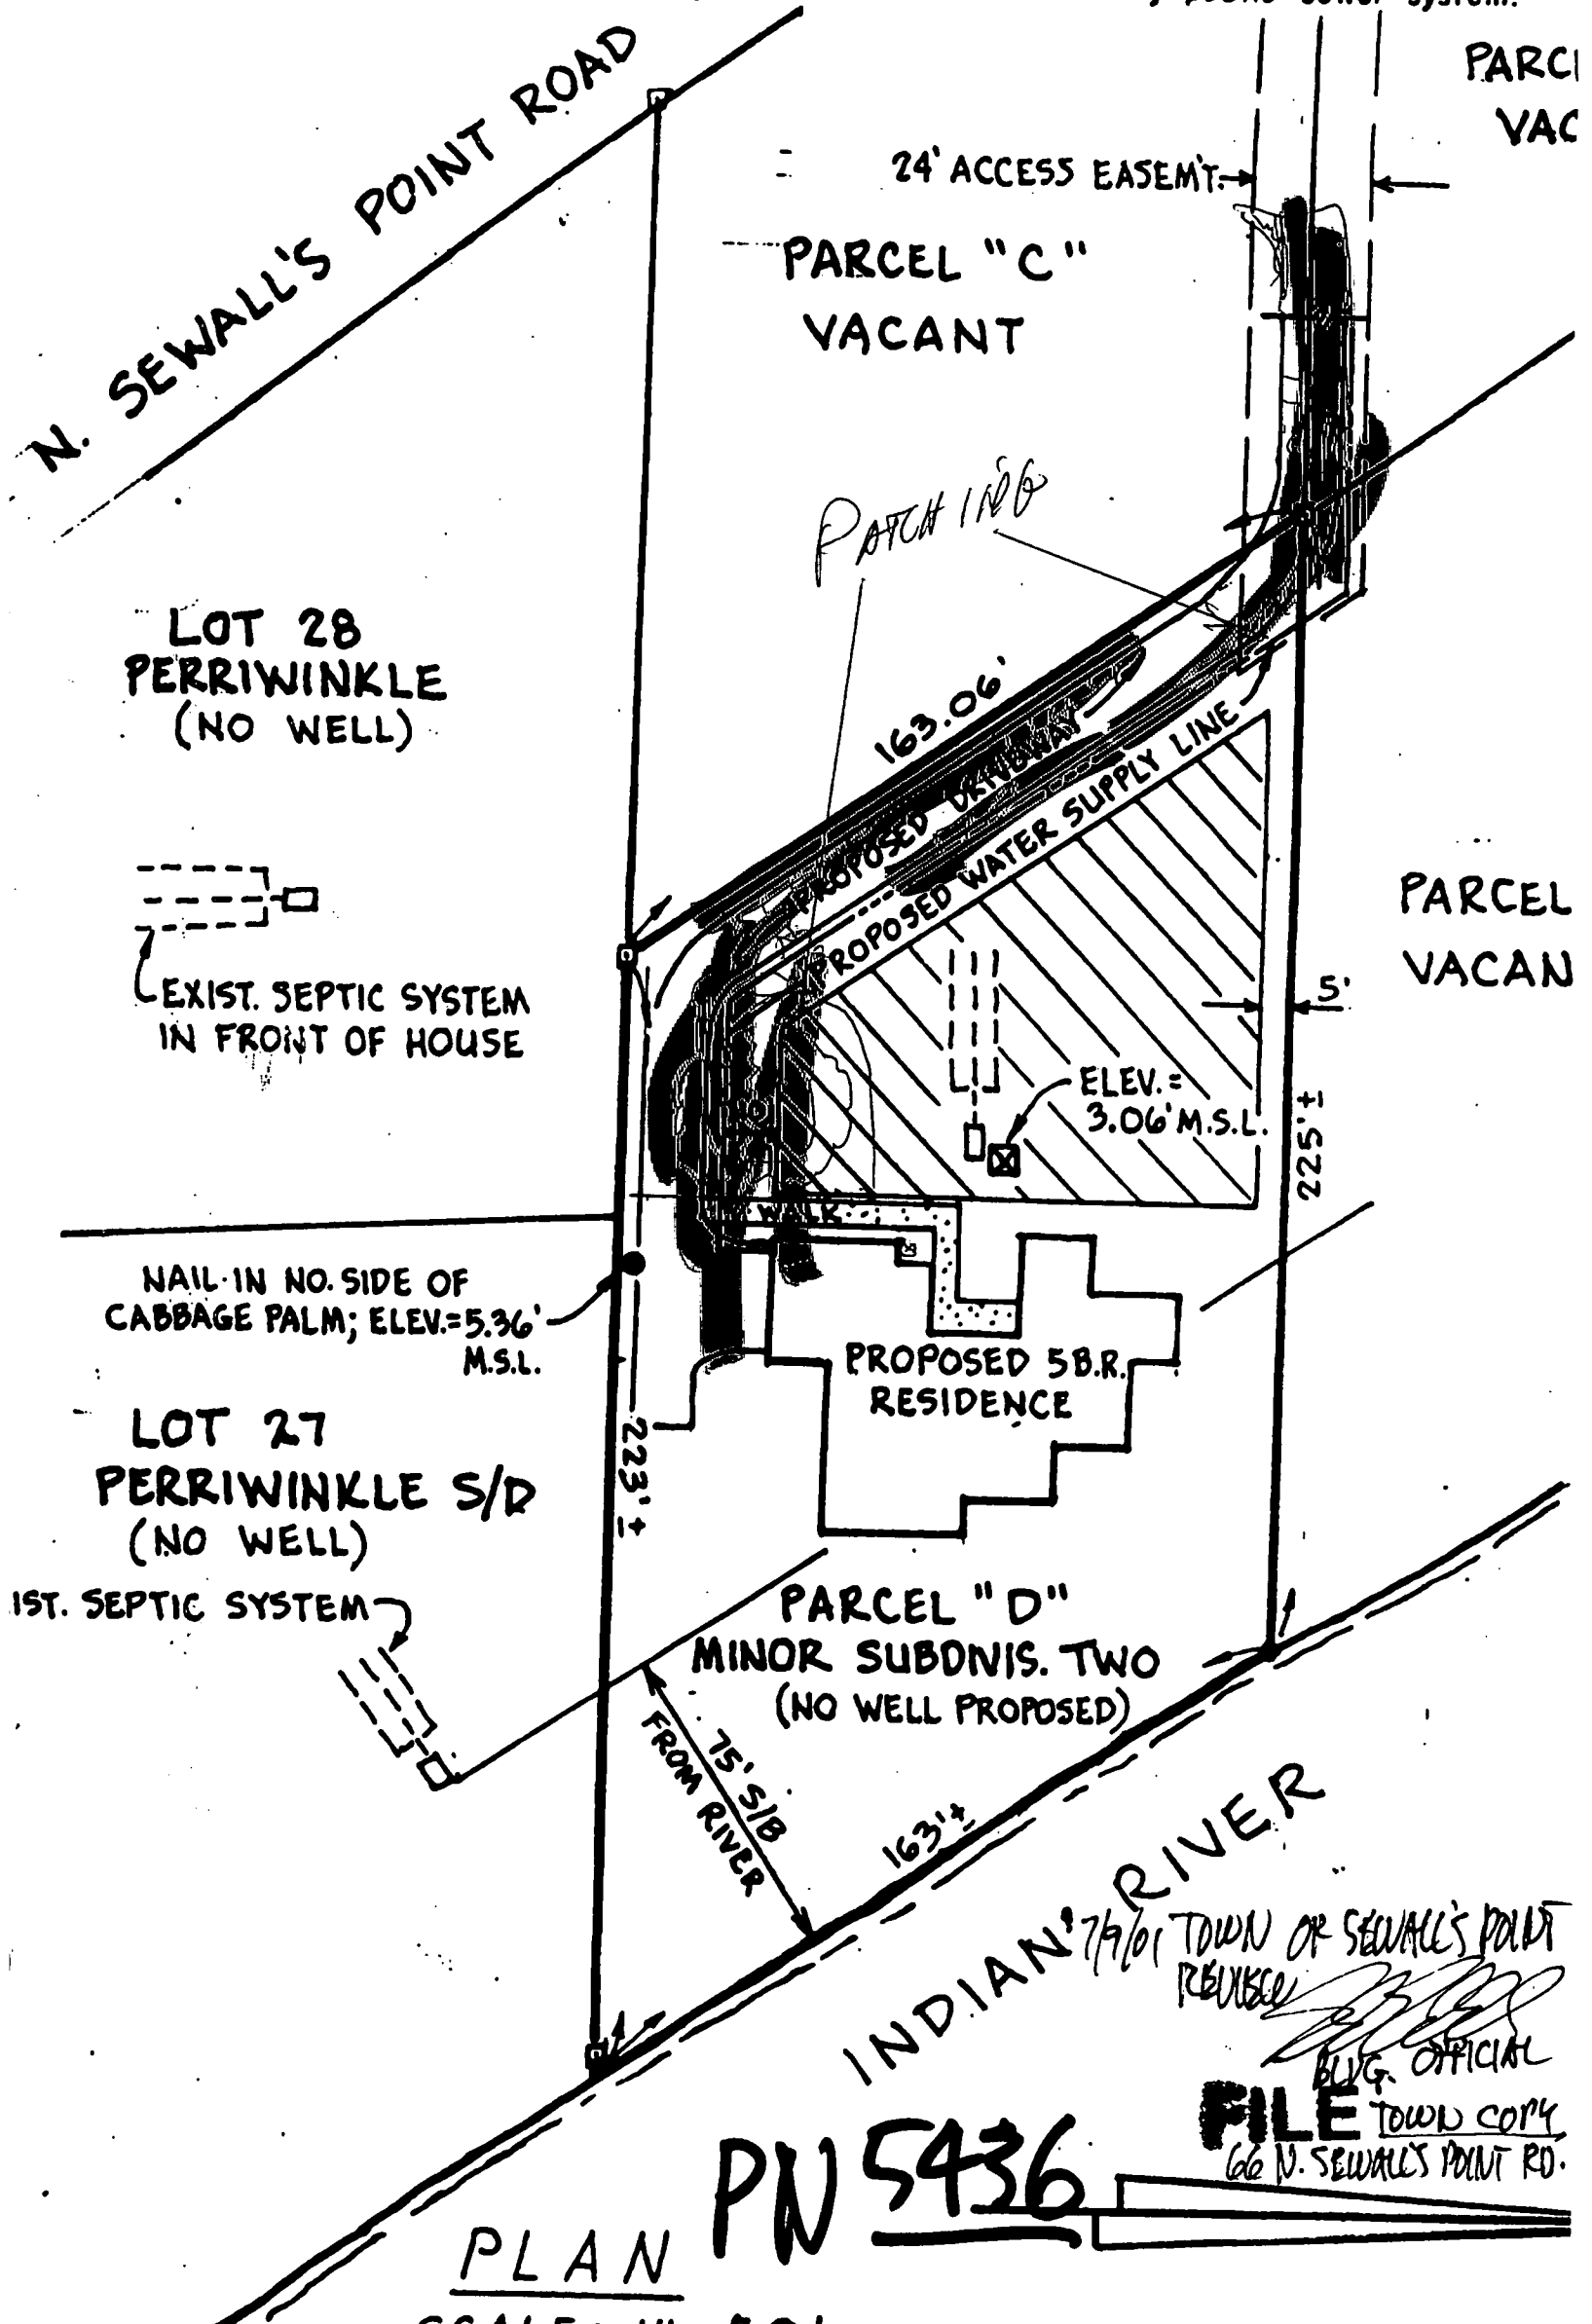 sewer system.
N. SEWALL'S POINT ROAD
24' ACCESS EASEM'T.
PARCEL "C"
VACANT
PATCHING
LOT 28
PERRIWINKLE
(NO WELL)
163.06'
PROPOSED DRIVEWAY
PROPOSED WATER SUPPLY LINE
PARCEL
VACAN
EXIST. SEPTIC SYSTEM
IN FRONT OF HOUSE
5'
ELEV.=
3.06' M.S.L.
225'±
WALK
NAIL IN NO. SIDE OF
CABBAGE PALM; ELEV.=5.36'
M.S.L.
PROPOSED 5 B.R.
RESIDENCE
LOT 27
PERRIWINKLE S/D
(NO WELL)
223'±
IST. SEPTIC SYSTEM
PARCEL "D"
MINOR SUBDIVIS. TWO
(NO WELL PROPOSED)
75' S/B
FROM RIVER
163'±
INDIAN RIVER
7/9/01 TOWN OF SEWALL'S POINT
REVISED
BLDG. OFFICIAL
FILE TOWN COPY
66 N. SEWALL'S POINT RD.
PN 5436
PLAN